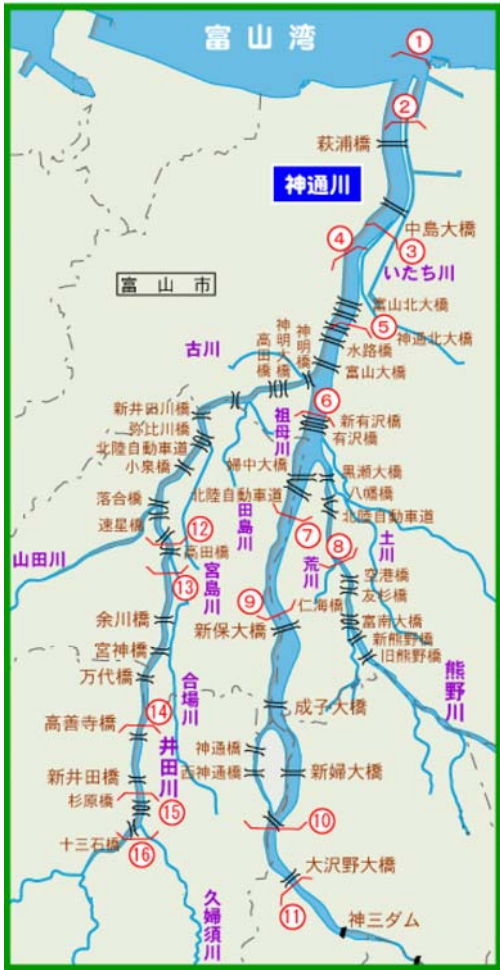 富山湾
①
②
萩浦橋
神通川
中島大橋
③
④
いたち川
富山市
富山北大橋
⑤
神通北大橋
水路橋
富山大橋
古川
高田橋
神明大橋
神明橋
⑥
新有沢橋
有沢橋
祖母川
新井田川橋
弥比川橋
北陸自動車道
小泉橋
婦中大橋
北陸自動車道
黒瀬大橋
八幡橋
北陸自動車道
田島川
落合橋
速星橋
⑫
⑦
⑧
土川
荒川
山田川
高田橋
⑬
宮島川
空港橋
友杉橋
⑨
仁海橋
富南大橋
新熊野橋
旧熊野橋
余川橋
新保大橋
宮神橋
万代橋
合場川
熊野川
成子大橋
⑭
高善寺橋
井田川
神通橋
西神通橋
新婦大橋
新井田橋
杉原橋
⑮
⑩
十三石橋
⑯
大沢野大橋
⑪
久婦須川
神三ダム